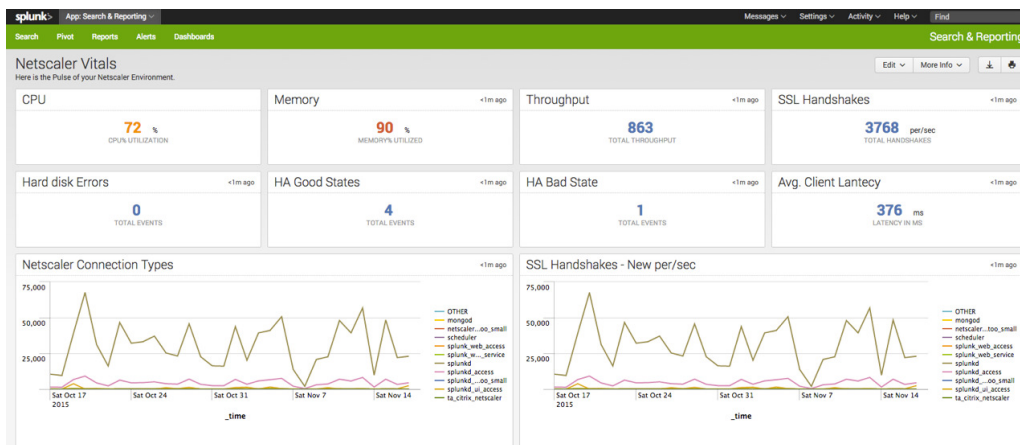 splunk> App: Search & Reporting Messages Settings Activity Help Find
Search Pivot Reports Alerts Dashboards Search & Reporting
Netscaler Vitals Edit More Info
Here is the Pulse of your Netscaler Environment.
CPU
72 %
CPU% UTILIZATION
Memory <1m ago
90 %
MEMORY% UTILIZED
Throughput <1m ago
863
TOTAL THROUGHPUT
SSL Handshakes <1m ago
3768 per/sec
TOTAL HANDSHAKES
Hard disk Errors <1m ago
0
TOTAL EVENTS
HA Good States <1m ago
4
TOTAL EVENTS
HA Bad State <1m ago
1
TOTAL EVENTS
Avg. Client Lantecy <1m ago
376 ms
LATENCY IN MS
Netscaler Connection Types <1m ago
75,000
50,000
25,000
Sat Oct 17 Sat Oct 24 Sat Oct 31 Sat Nov 7 Sat Nov 14
2015
_time
OTHER
mongod
netscaler...oo_small
scheduler
splunk_web_access
splunk_w..._service
splunkd
splunkd_access
splunkd_...oo_small
splunkd_ui_access
ta_citrix_netscaler
SSL Handshakes - New per/sec <1m ago
75,000
50,000
25,000
Sat Oct 17 Sat Oct 24 Sat Oct 31 Sat Nov 7 Sat Nov 14
2015
_time
OTHER
mongod
netscaler...too_small
scheduler
splunk_web_access
splunk_web_service
splunkd
splunkd_access
splunkd_...oo_small
splunkd_ui_access
ta_citrix_netscaler